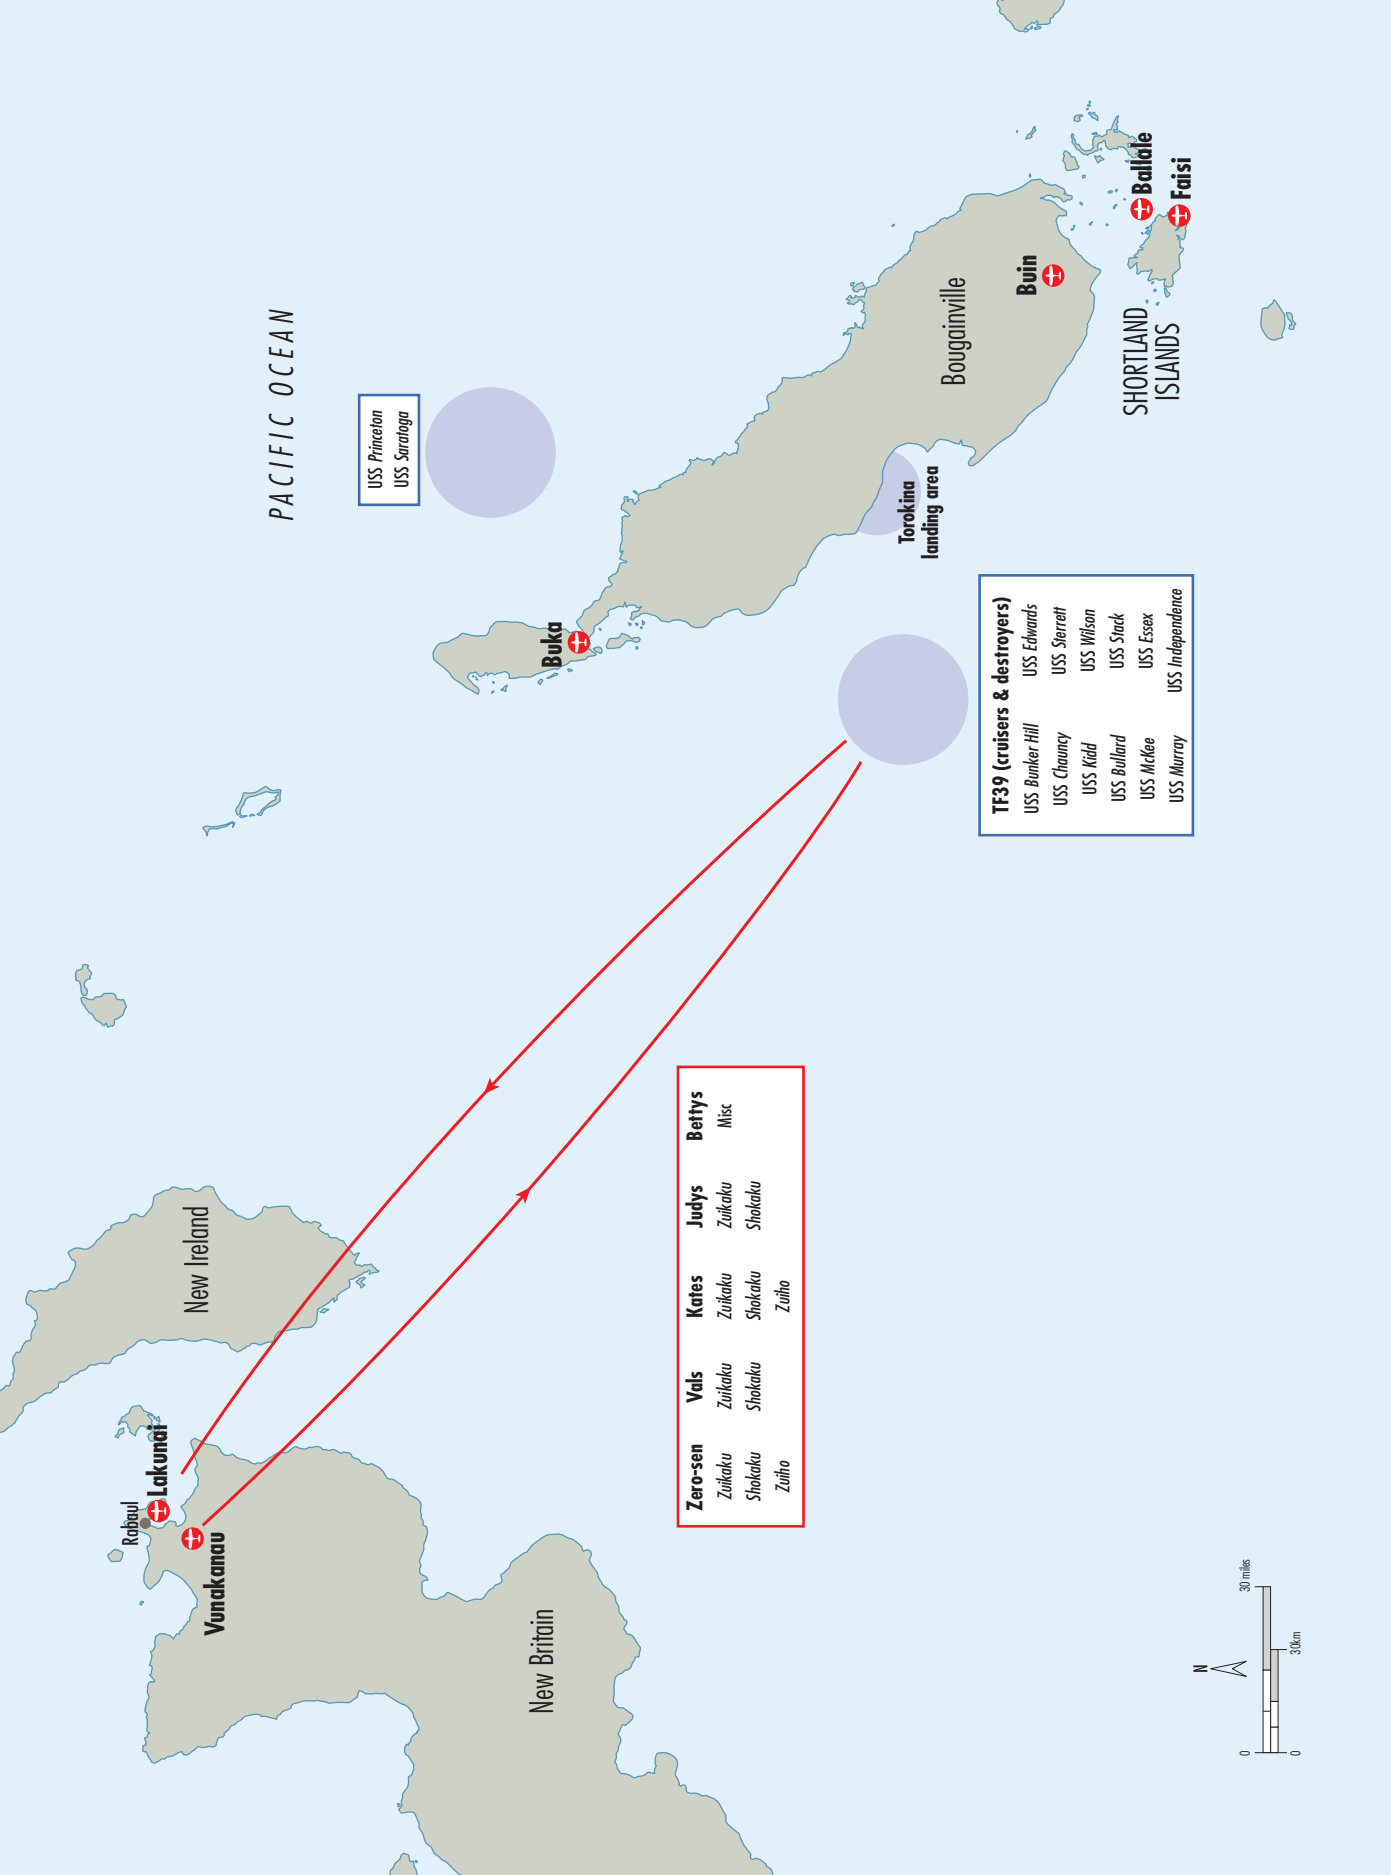 PACIFIC OCEAN
Rabaul
Lakunai
Vunakanau
New Ireland
New Britain
Buka
USS Princeton
USS Saratoga
Bougainville
Buin
Ballale
Faisi
SHORTLAND
ISLANDS
Torokina
landing area
TF39 (cruisers & destroyers)
USS Bunker Hill USS Edwards
USS Chauncy USS Sterrett
USS Kidd USS Wilson
USS Bullard USS Stack
USS McKee USS Essex
USS Murray USS Independence
Zero-sen Vals Kates Judys Bettys
Zuikaku Zuikaku Zuikaku Zuikaku Misc
Shokaku Shokaku Shokaku Shokaku
Zuiho Zuiho
N
0 30 miles
0 30km